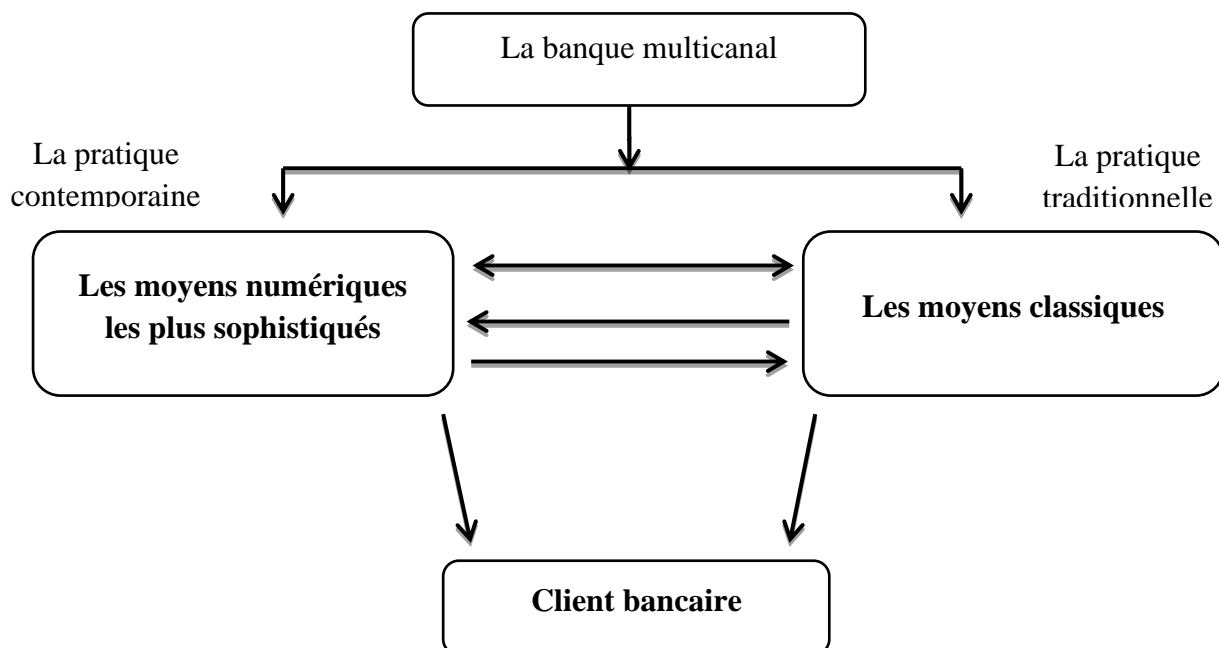 La banque multicanal
La pratique
contemporaine
La pratique
traditionnelle
Les moyens numériques
les plus sophistiqués
Les moyens classiques
Client bancaire